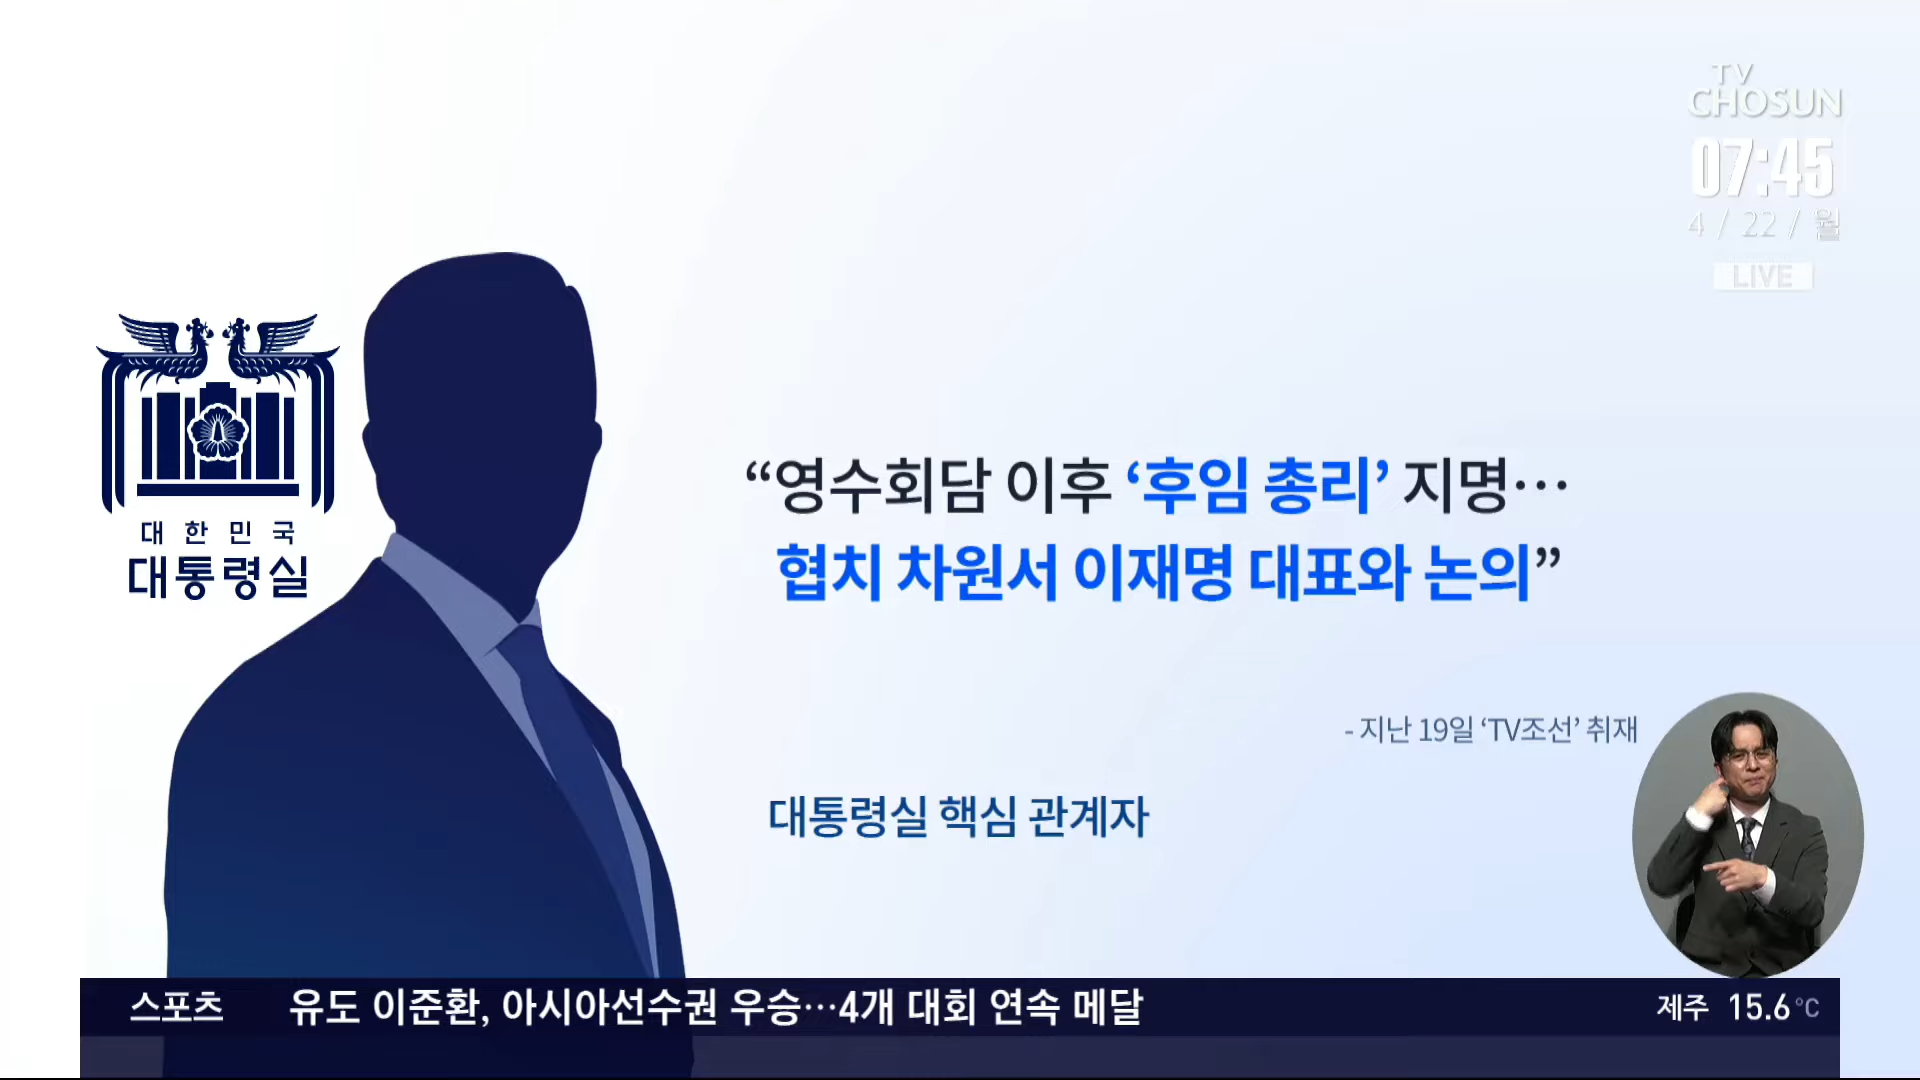 TV
CHOSUN
07:45
4 / 22 / 월
LIVE
대한민국
대통령실
“영수회담 이후 ‘후임 총리’ 지명…
협치 차원서 이재명 대표와 논의”
- 지난 19일 ‘TV조선’ 취재
대통령실 핵심 관계자
스포츠 유도 이준환, 아시아선수권 우승…4개 대회 연속 메달 제주 15.6℃